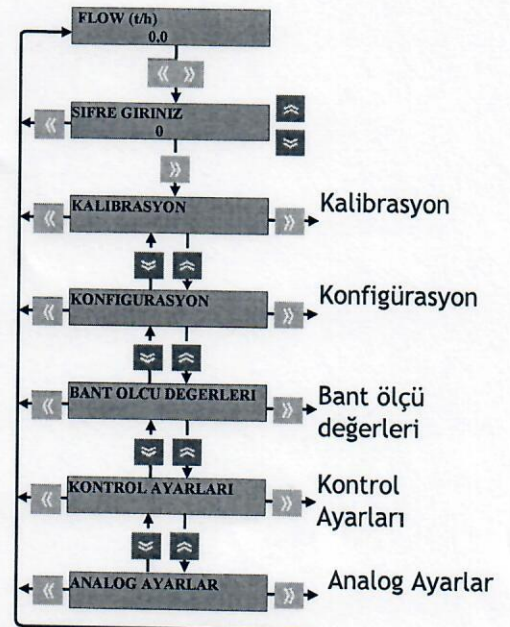 FLOW (t/h)
0.0
SIFRE GIRINIZ
0
KALIBRASYON
Kalibrasyon
KONFIGURASYON
Konfigürasyon
BANT OLCU DEGERLERI
Bant ölçü
değerleri
KONTROL AYARLARI
Kontrol
Ayarları
ANALOG AYARLAR
Analog Ayarlar